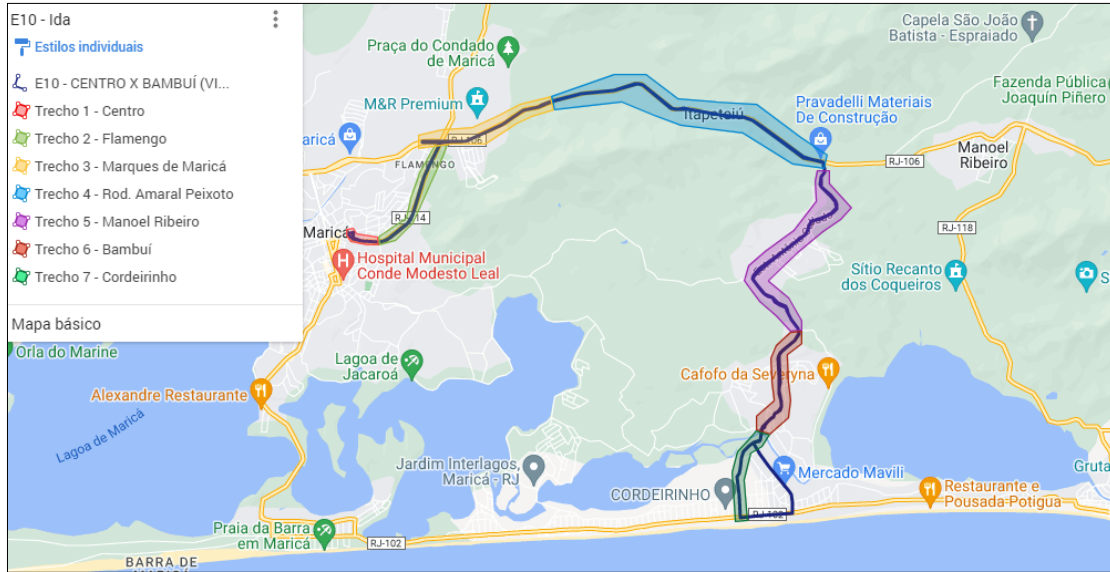 E10 - Ida
Estilos individuais
E10 - CENTRO X BAMBUÍ (VI...
Trecho 1 - Centro
Trecho 2 - Flamengo
Trecho 3 - Marques de Maricá
Trecho 4 - Rod. Amaral Peixoto
Trecho 5 - Manoel Ribeiro
Trecho 6 - Bambuí
Trecho 7 - Cordeirinho
Mapa básico
Capela São João
Batista - Espraiado
Praça do Condado
de Maricá
Fazenda Pública
Joaquín Piñero
M&R Premium
Itapeteiú
Pravadelli Materiais
De Construção
aricá
RJ-106
FLAMENGO
RJ-106
Manoel
Ribeiro
RJ-114
RJ-118
Maricá
Hospital Municipal
Conde Modesto Leal
Sítio Recanto
dos Coqueiros
S
Orla do Marine
Lagoa de
Jacaroá
Cafofo da Severyna
Alexandre Restaurante
Lagoa de Maricá
Jardim Interlagos,
Maricá - RJ
Mercado Mavili
Gruta
CORDEIRINHO
Restaurante e
Pousada-Potigua
RJ-102
Praia da Barra
em Maricá
RJ-102
BARRA DE